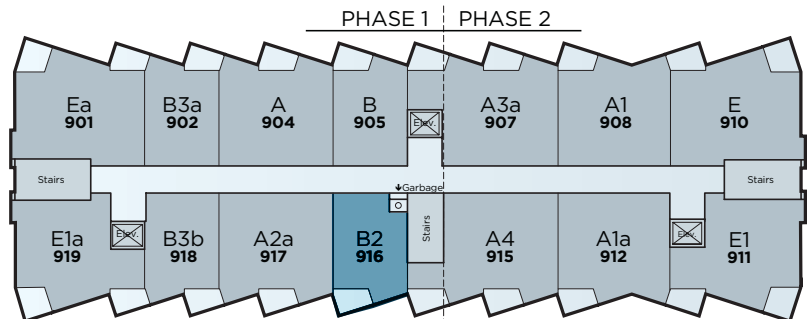 PHASE 1 PHASE 2
Ea B3a A B A3a A1 E
901 902 904 905 907 908 910
Elev.
Stairs Stairs
Garbage
E1a Elev. B3b A2a B2 Stairs A4 A1a Elev. E1
919 918 917 916 915 912 911